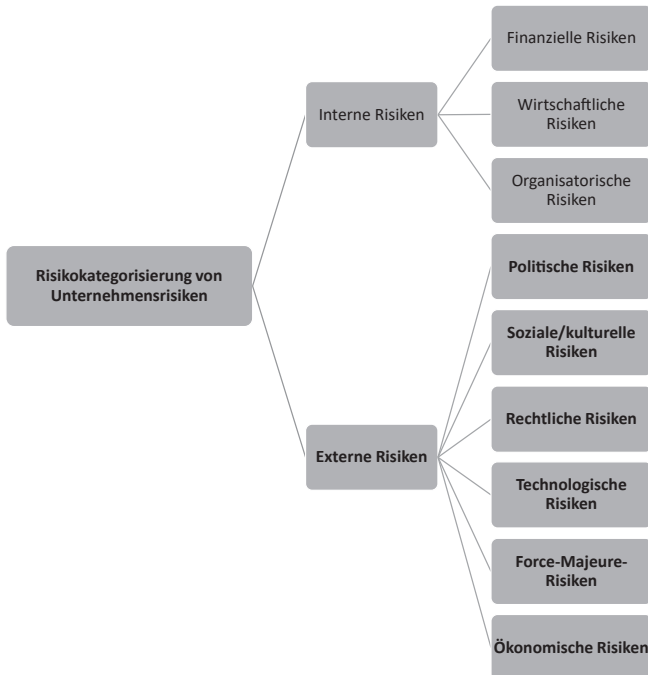 Risikokategorisierung von
Unternehmensrisiken
Interne Risiken
Finanzielle Risiken
Wirtschaftliche
Risiken
Organisatorische
Risiken
Externe Risiken
Politische Risiken
Soziale/kulturelle
Risiken
Rechtliche Risiken
Technologische
Risiken
Force-Majeure-
Risiken
Ökonomische Risiken